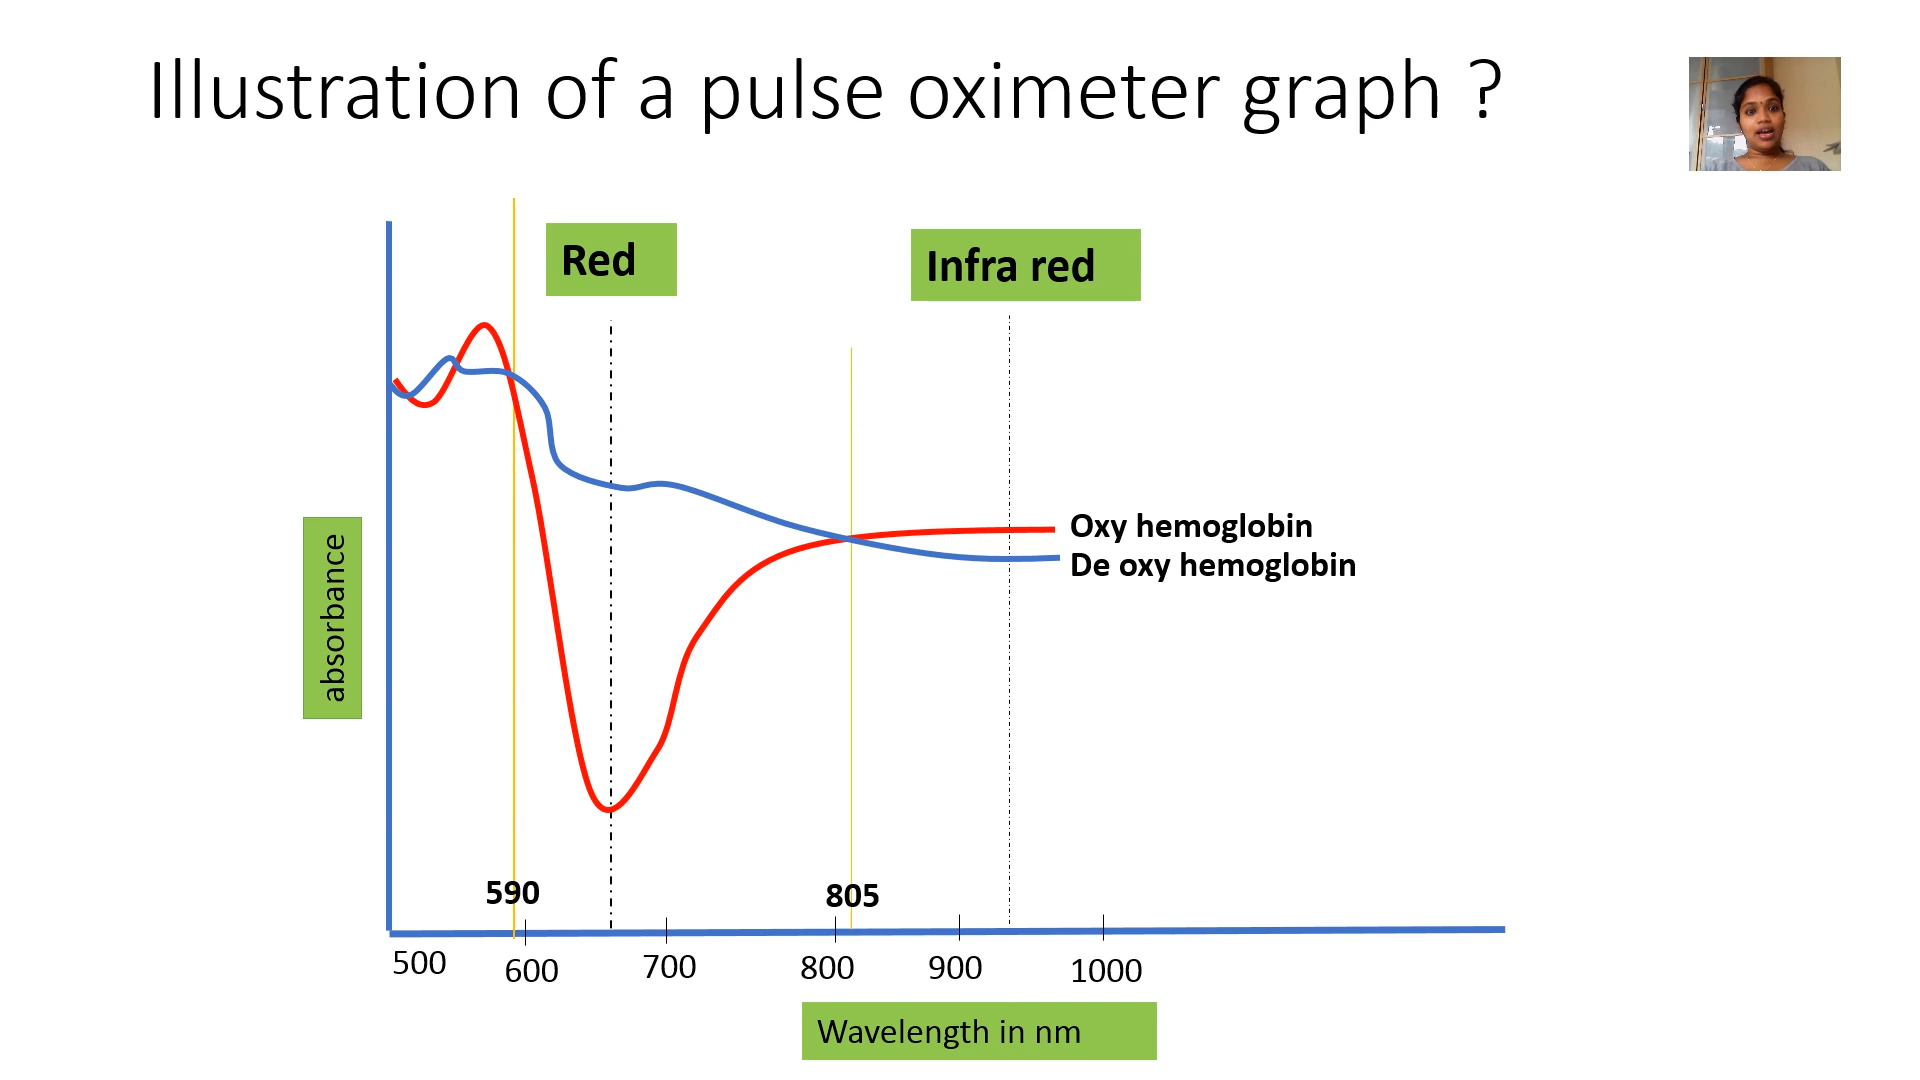 Illustration of a pulse oximeter graph ?
Red
Infra red
Oxy hemoglobin
De oxy hemoglobin
absorbance
590
805
500
600
700
800
900
1000
Wavelength in nm